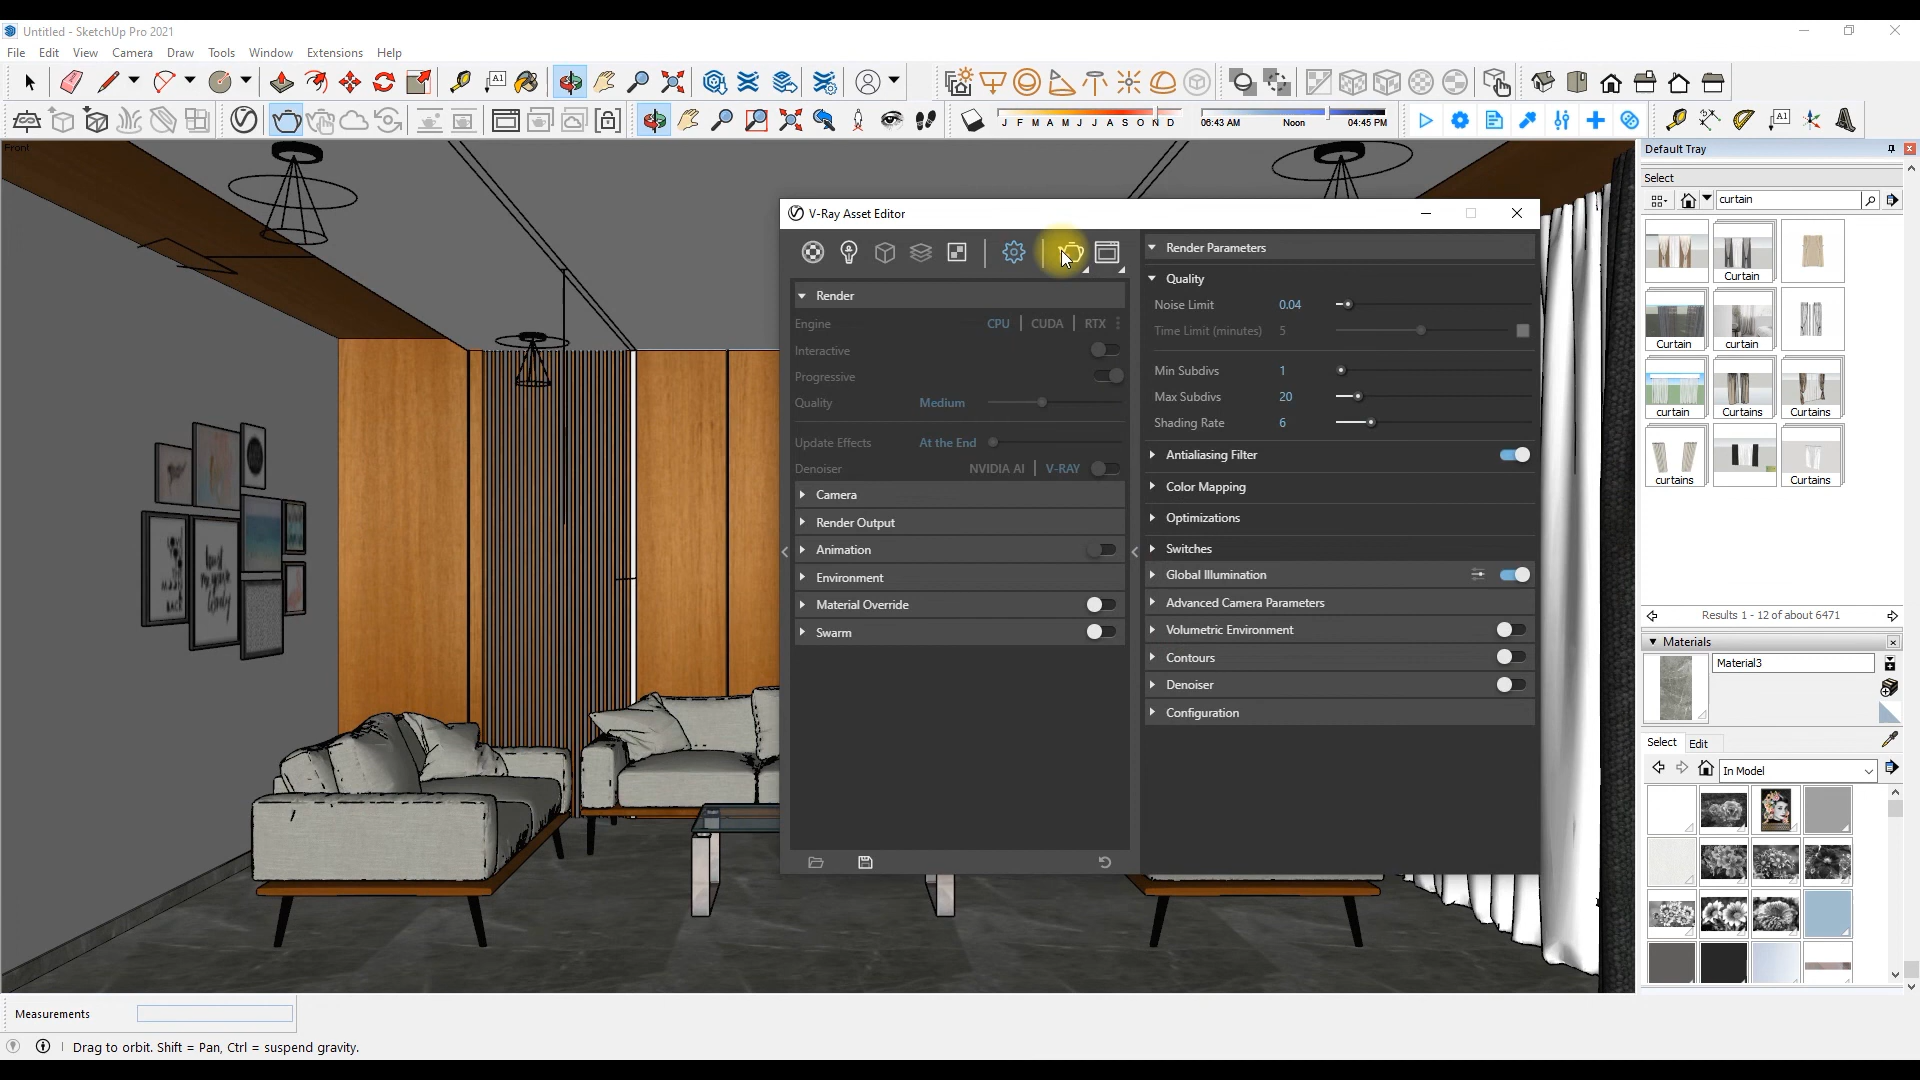 Untitled - SketchUp Pro 2021
File Edit View Camera Draw Tools Window Extensions Help
A1
J F M A M J J A S O N D 06:43 AM Noon 04:45 PM
A1
Front
V-Ray Asset Editor
Render
Engine CPU CUDA RTX
Interactive
Progressive
Quality Medium
Update Effects At the End
Denoiser NVIDIA AI V-RAY
Camera
Render Output
Animation
Environment
Material Override
Swarm
Render Parameters
Quality
Noise Limit 0.04
Time Limit (minutes) 5
Min Subdivs 1
Max Subdivs 20
Shading Rate 6
Antialiasing Filter
Color Mapping
Optimizations
Switches
Global Illumination
Advanced Camera Parameters
Volumetric Environment
Contours
Denoiser
Configuration
Default Tray
Select
curtain
Curtain
Curtain curtain
curtain Curtains Curtains
curtains Curtains
Results 1 - 12 of about 6471
Materials
Material3
Select Edit
In Model
Measurements
Drag to orbit. Shift = Pan, Ctrl = suspend gravity.